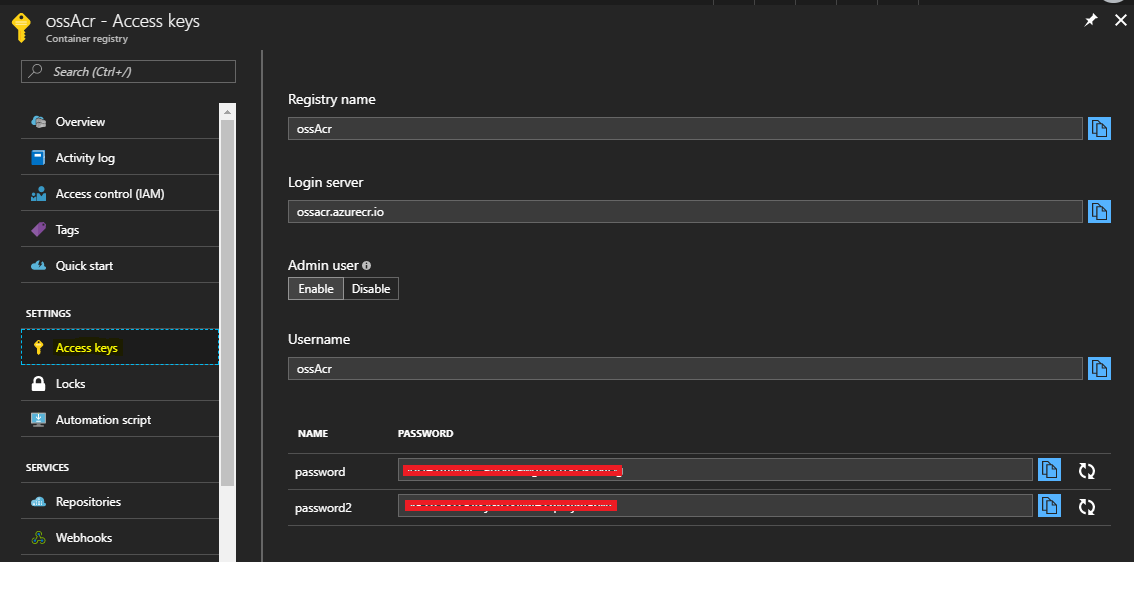 ossAcr - Access keys
Container registry
Search (Ctrl+/)
Overview
Activity log
Access control (IAM)
Tags
Quick start
SETTINGS
Access keys
Locks
Automation script
SERVICES
Repositories
Webhooks
Registry name
ossAcr
Login server
ossacr.azurecr.io
Admin user
Enable Disable
Username
ossAcr
NAME PASSWORD
password
password2